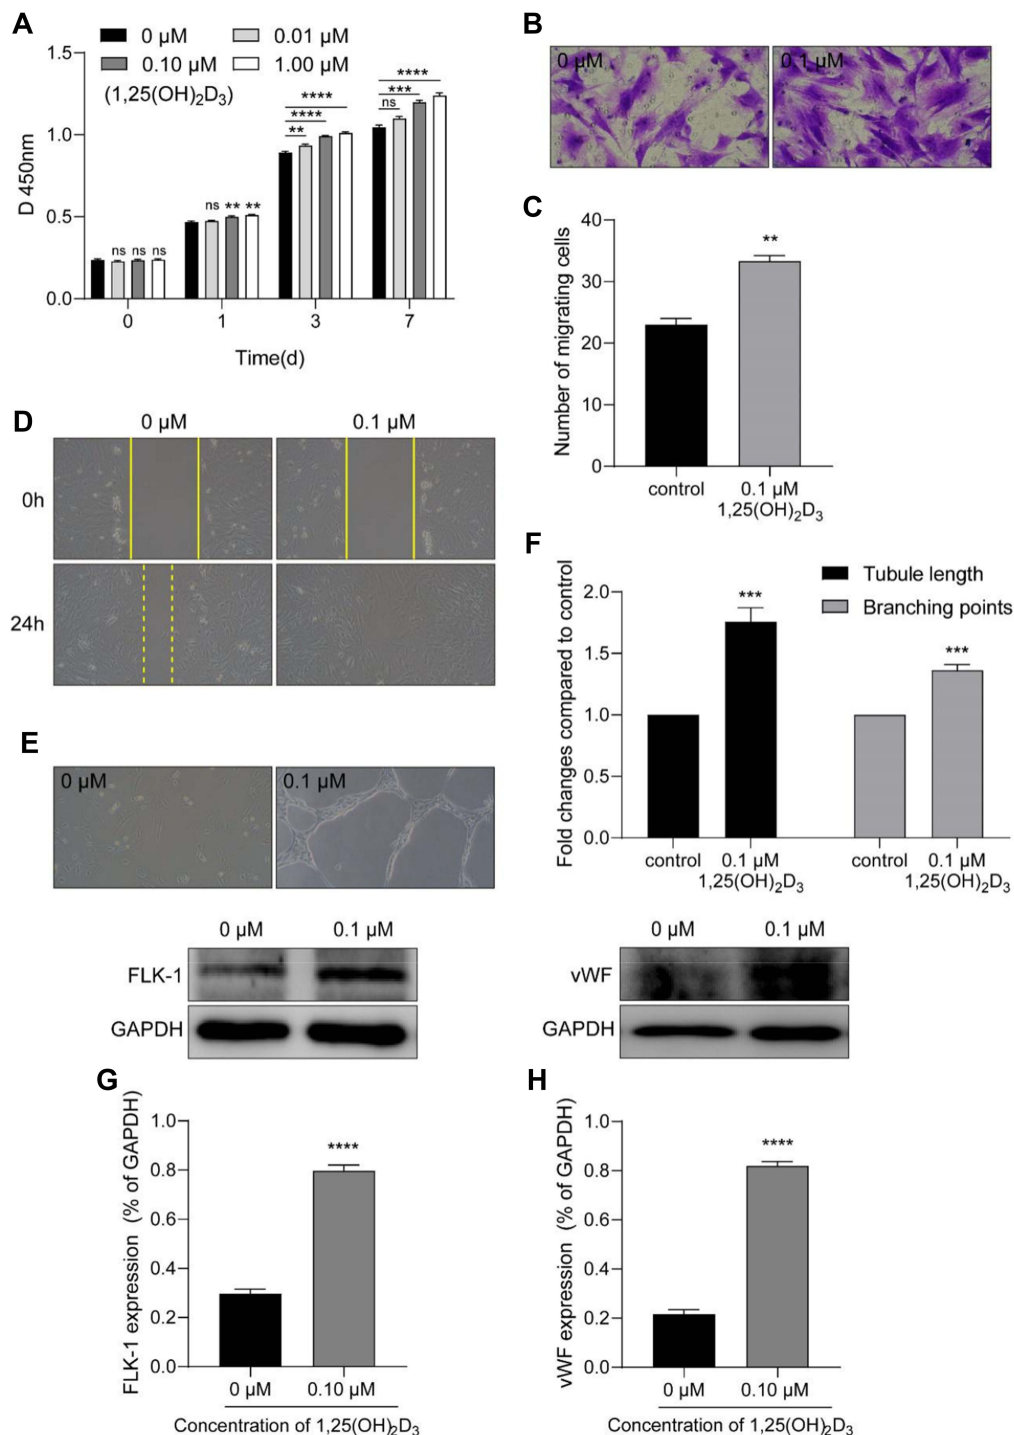 A
0 μM
0.01 μM
0.10 μM
1.00 μM
(1,25(OH)₂D₃)
1.5
1.0
0.5
0.0
D 450nm
ns ns ns
ns ** **
** **** ****
ns *** ****
0 1 3 7
Time(d)
B
0 μM
0.1 μM
C
40
30
20
10
0
Number of migrating cells
**
control
0.1 μM
1,25(OH)₂D₃
D
0 μM
0.1 μM
0h
24h
E
0 μM
0.1 μM
F
Tubule length
Branching points
2.0
1.5
1.0
0.5
0.0
Fold changes compared to control
***
***
control
0.1 μM
1,25(OH)₂D₃
control
0.1 μM
1,25(OH)₂D₃
0 μM 0.1 μM
FLK-1
GAPDH
G
1.0
0.8
0.6
0.4
0.2
0.0
FLK-1 expression (% of GAPDH)
****
0 μM 0.10 μM
Concentration of 1,25(OH)₂D₃
0 μM 0.1 μM
vWF
GAPDH
H
1.0
0.8
0.6
0.4
0.2
0.0
vWF expression (% of GAPDH)
****
0 μM 0.10 μM
Concentration of 1,25(OH)₂D₃